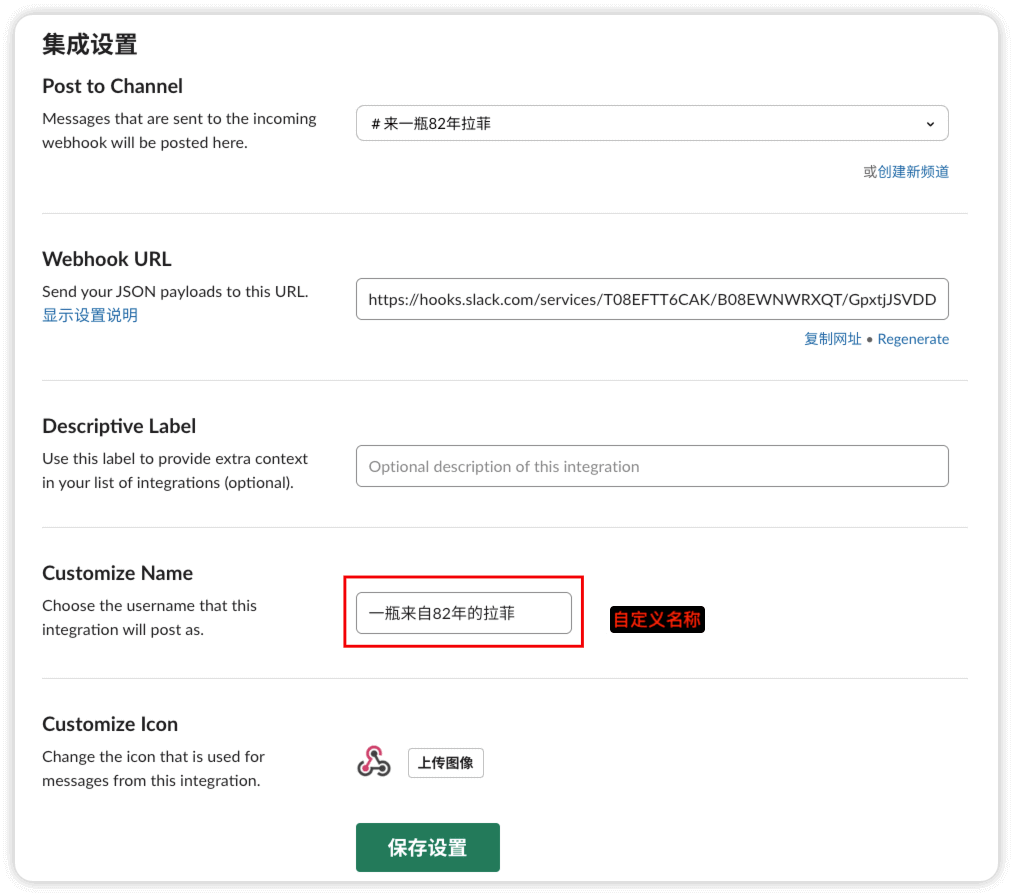 集成设置
Post to Channel
Messages that are sent to the incoming
webhook will be posted here.
# 来一瓶82年拉菲
或创建新频道
Webhook URL
Send your JSON payloads to this URL.
显示设置说明
https://hooks.slack.com/services/T08EFTT6CAK/B08EWNWRXQT/GpxtjJSVDD
复制网址 • Regenerate
Descriptive Label
Use this label to provide extra context
in your list of integrations (optional).
Optional description of this integration
Customize Name
Choose the username that this
integration will post as.
一瓶来自82年的拉菲
自定义名称
Customize Icon
Change the icon that is used for
messages from this integration.
上传图像
保存设置